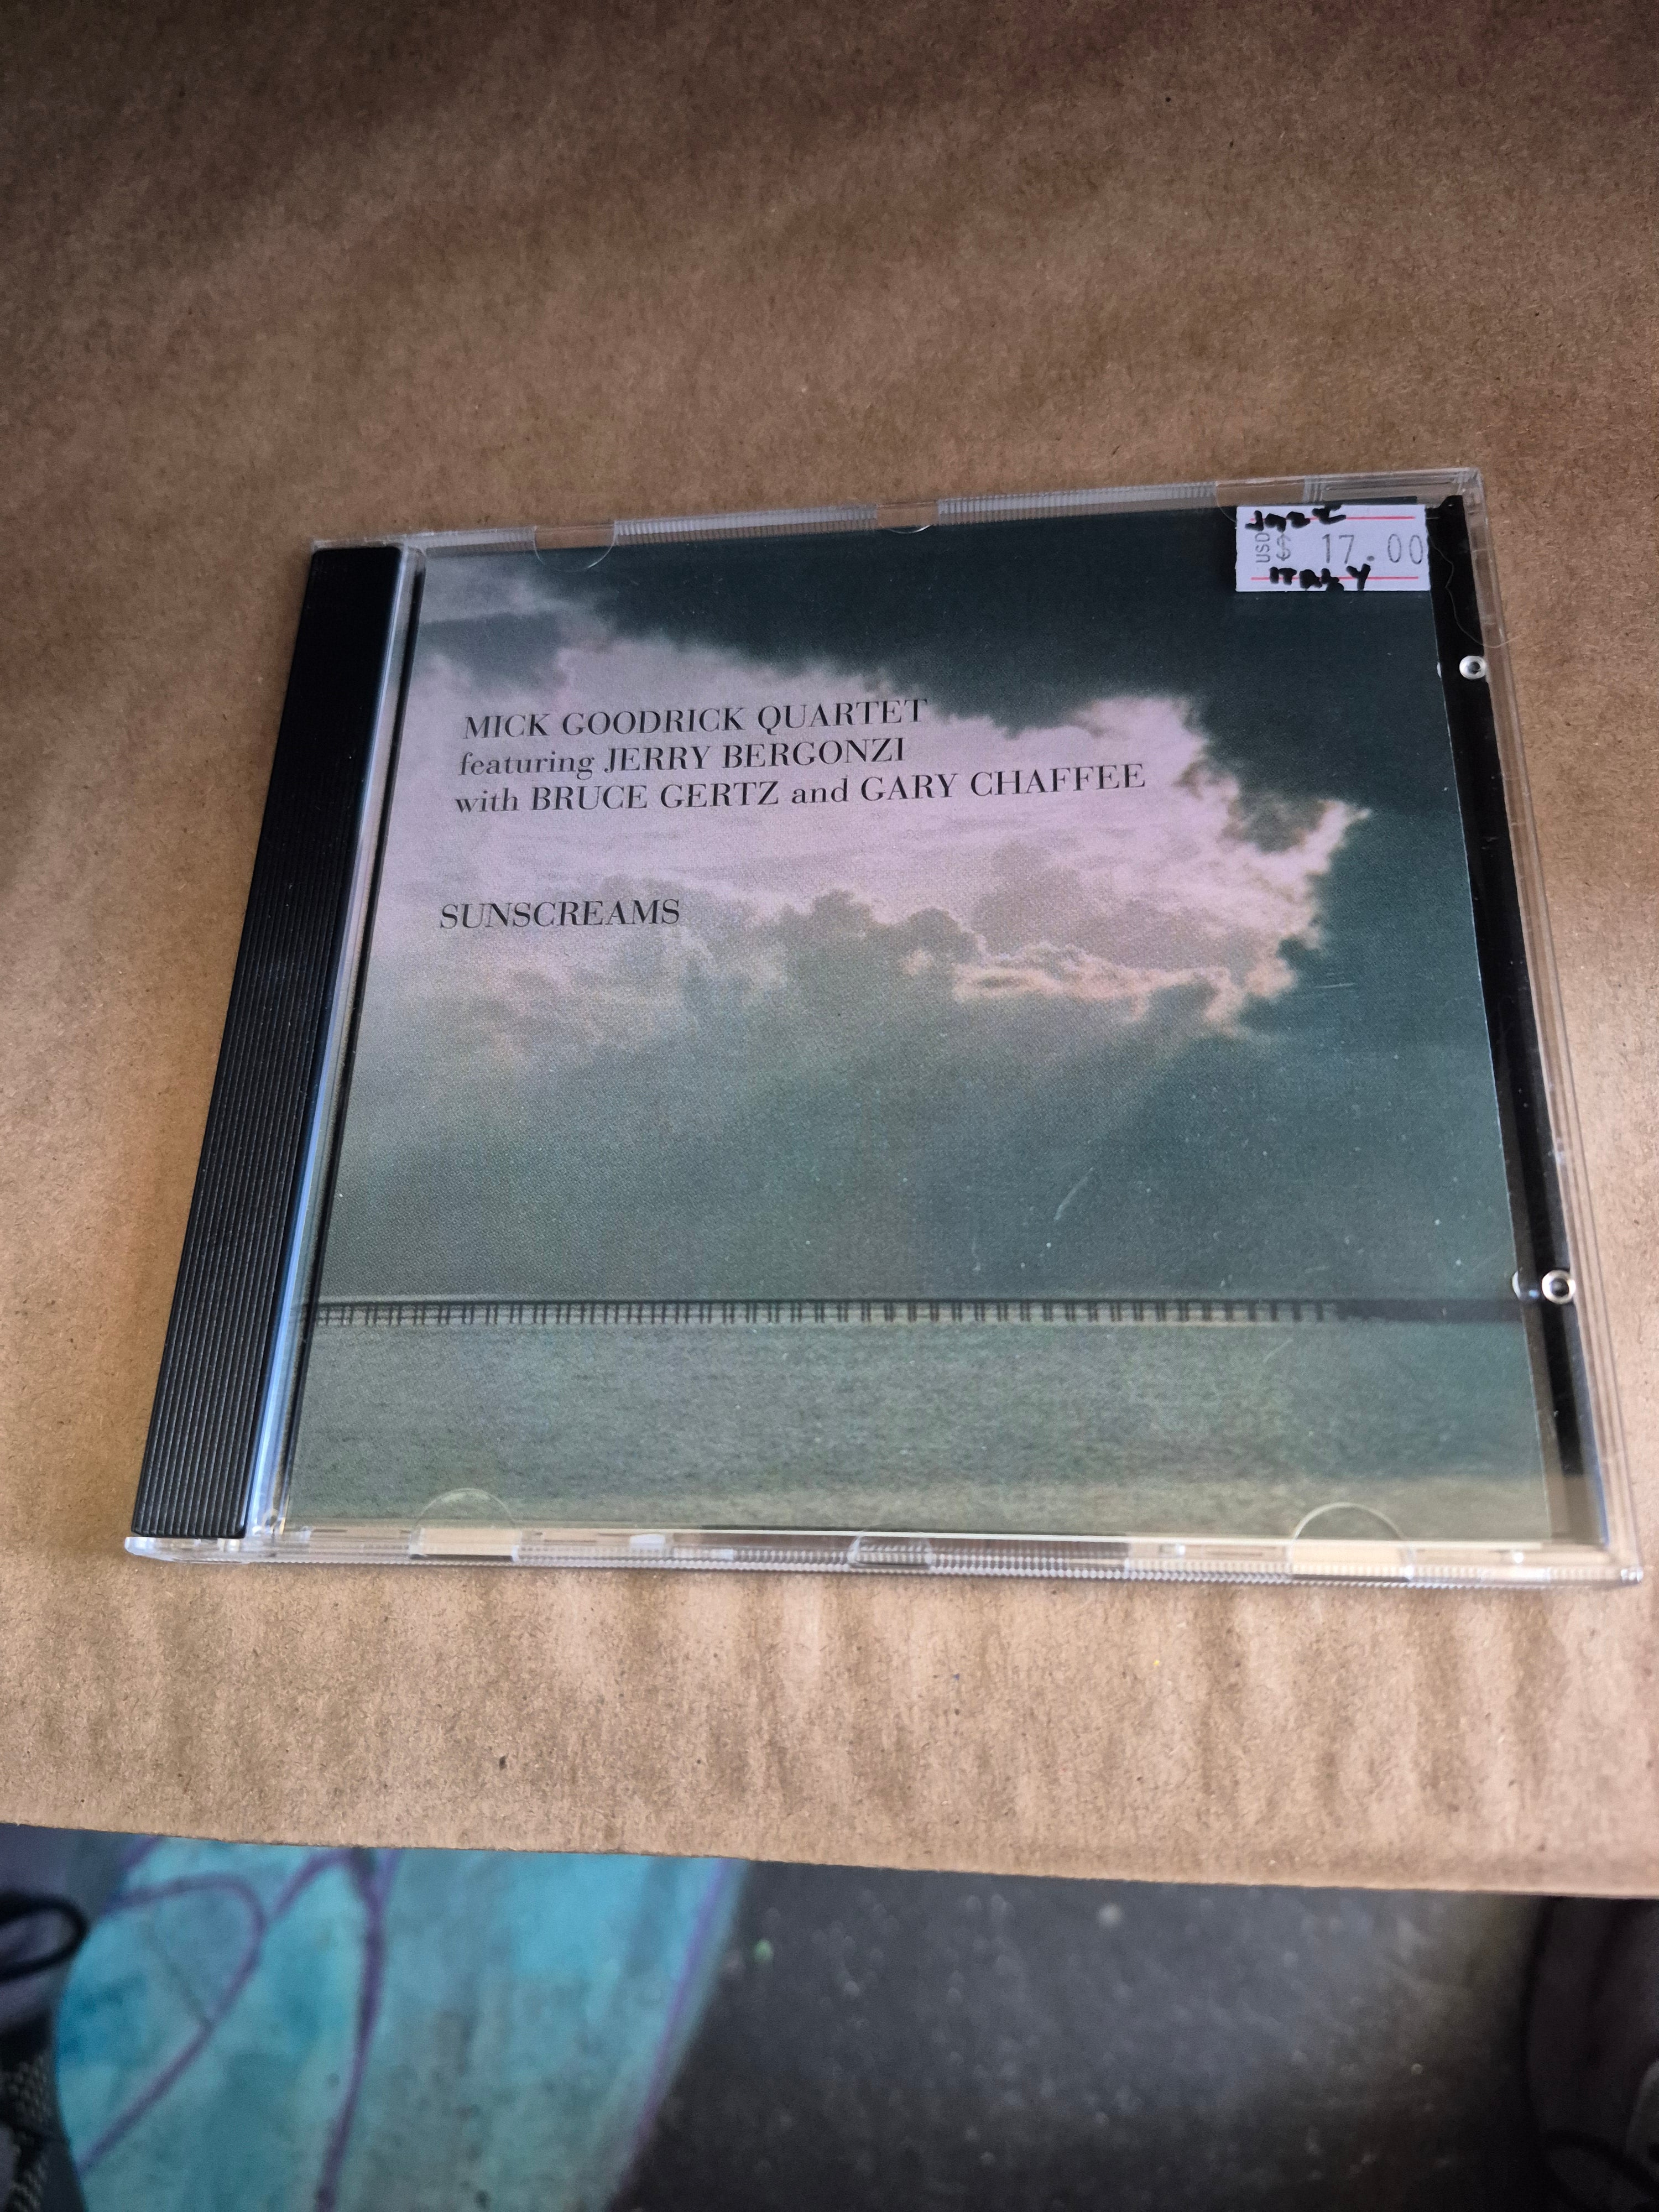 Jazz
USD $ 17.00
ITALY
MICK GOODRICK QUARTET
featuring JERRY BERGONZI
with BRUCE GERTZ and GARY CHAFFEE
SUNSCREAMS